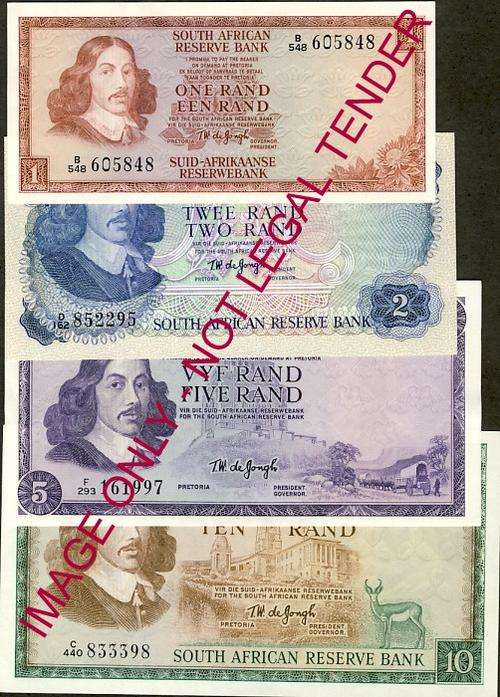 SOUTH AFRICAN
RESERVE BANK
B/548 605848
I PROMISE TO PAY THE BEARER
ON DEMAND AT PRETORIA
EK BELOOF OM AANVRAAG TE BETAAL
AAN TOONDER TE PRETORIA
ONE RAND
EEN RAND
FOR THE SOUTH AFRICAN RESERVE BANK
VIR DIE SUID-AFRIKAANSE RESERWEBANK
T.W. de Jongh
PRETORIA
GOVERNOR.
PRESIDENT.
1
B/548 605848
SUID-AFRIKAANSE
RESERWEBANK
TWEE RAND
TWO RAND
VIR DIE SUID-AFRIKAANSE RESERWEBANK
FOR THE SOUTH AFRICAN RESERVE BANK
T.W. de Jongh
PRETORIA
D/162 852295
SOUTH AFRICAN RESERVE BANK
2
VYF RAND
FIVE RAND
VIR DIE SUID-AFRIKAANSE RESERWEBANK
FOR THE SOUTH AFRICAN RESERVE BANK
T.W. de Jongh
5
F/293 161997
PRETORIA
PRESIDENT.
GOVERNOR.
TEN RAND
VIR DIE SUID-AFRIKAANSE RESERWEBANK
FOR THE SOUTH AFRICAN RESERVE BANK
T.W. de Jongh
PRETORIA
PRESIDENT.
GOVERNOR.
C/440 833398
SOUTH AFRICAN RESERVE BANK
10
IMAGE ONLY - NOT LEGAL TENDER